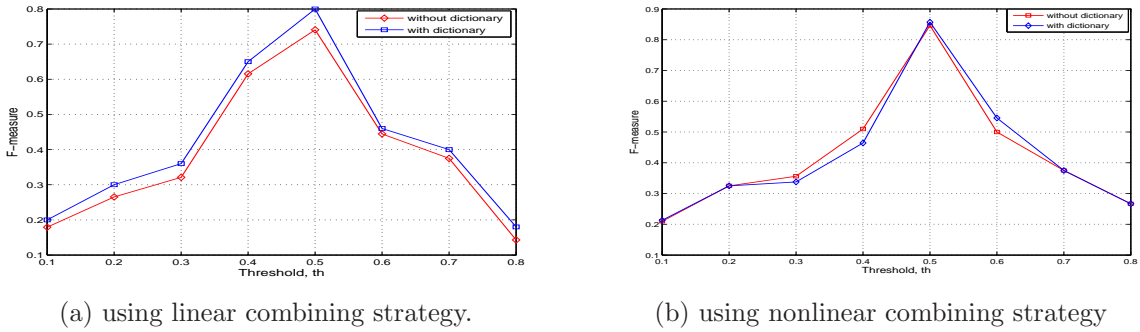 0.8
0.7
0.6
0.5
0.4
0.3
0.2
0.1
F-measure
0.1 0.2 0.3 0.4 0.5 0.6 0.7 0.8
Threshold, th
without dictionary
with dictionary
(a) using linear combining strategy.
0.9
0.8
0.7
0.6
0.5
0.4
0.3
0.2
0.1
F-measure
0.1 0.2 0.3 0.4 0.5 0.6 0.7 0.8
Threshold, th
without dictionary
with dictionary
(b) using nonlinear combining strategy